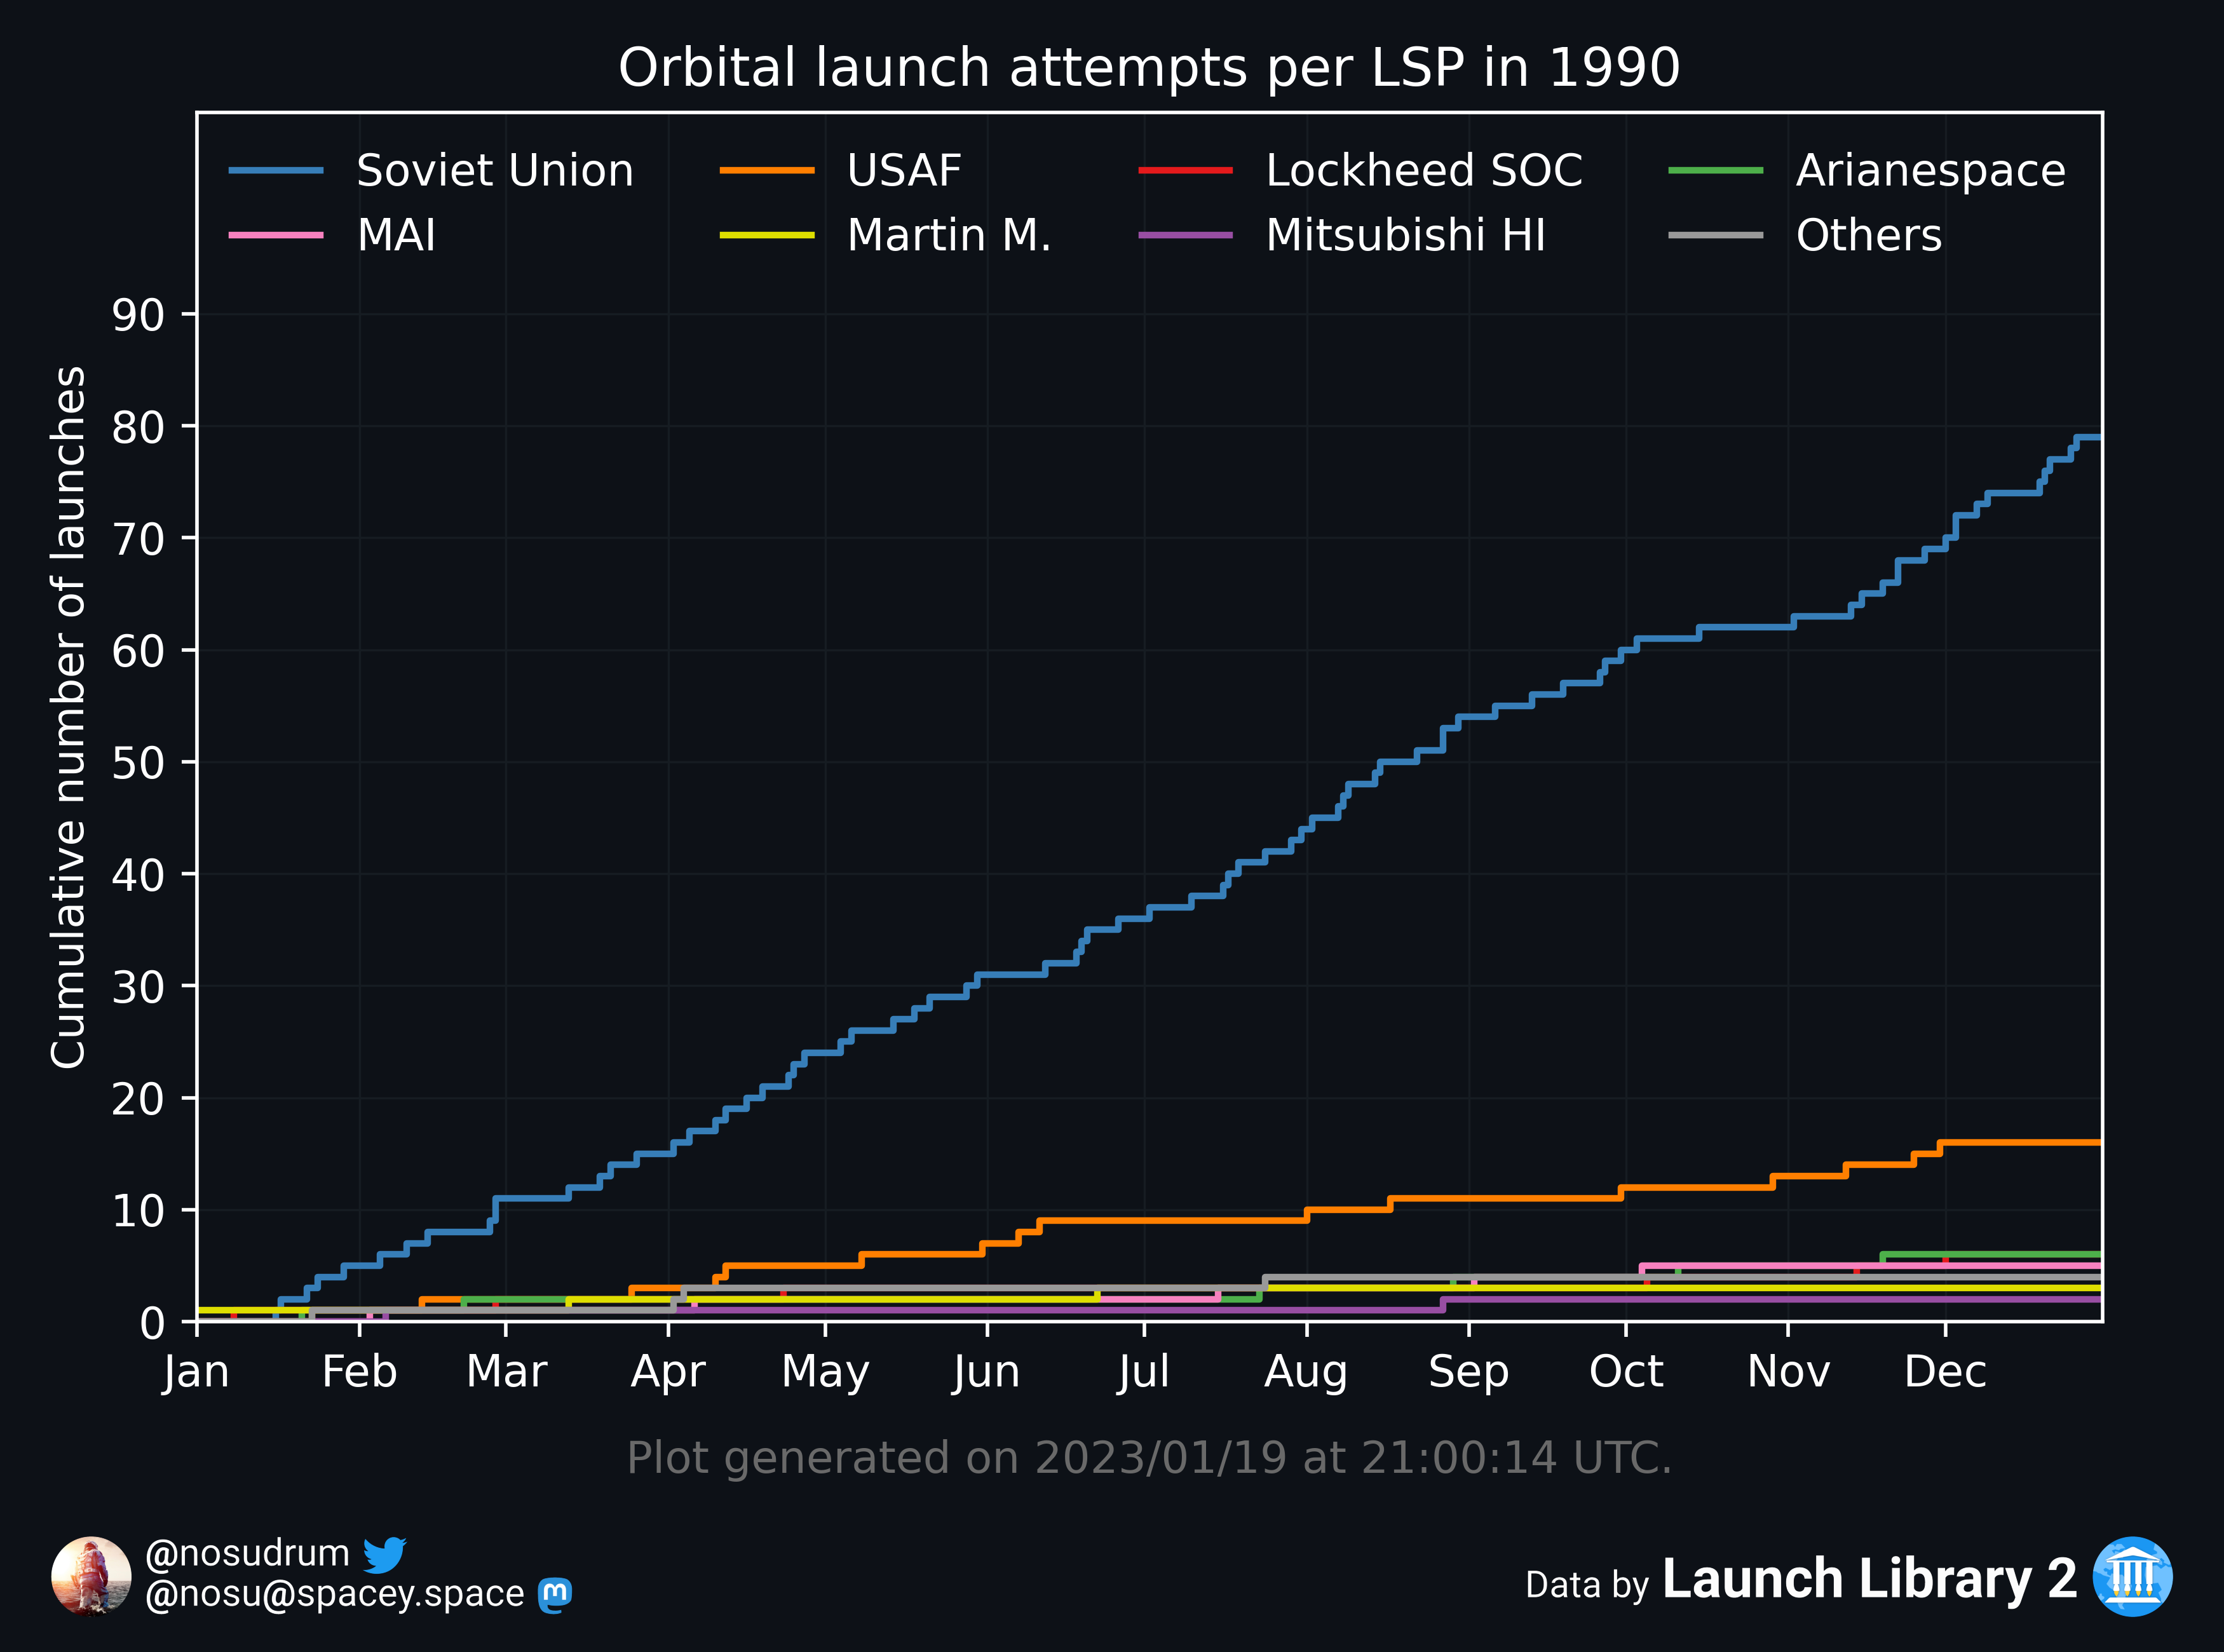 Orbital launch attempts per LSP in 1990
Soviet Union
USAF
Lockheed SOC
Arianespace
MAI
Martin M.
Mitsubishi HI
Others
Cumulative number of launches
90
80
70
60
50
40
30
20
10
0
Jan Feb Mar Apr May Jun Jul Aug Sep Oct Nov Dec
Plot generated on 2023/01/19 at 21:00:14 UTC.
@nosudrum
@nosu@spacey.space
Data by Launch Library 2